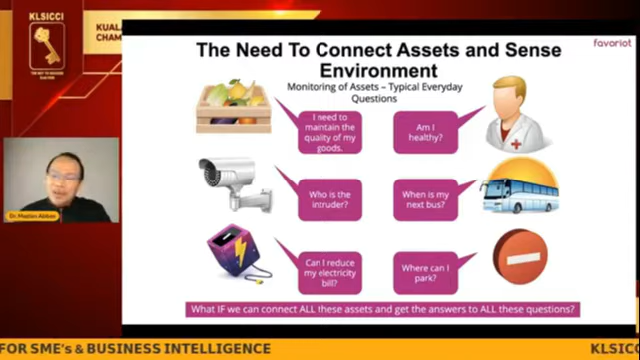 KLSICCI
KUAL
CHAM
favoriot
The Need To Connect Assets and Sense
Environment
Monitoring of Assets – Typical Everyday
Questions
I need to
maintain the
quality of my
goods.
Am I
healthy?
Who is the
intruder?
When is my
next bus?
Can I reduce
my electricity
bill?
Where can I
park?
What IF we can connect ALL these assets and get the answers to ALL these questions?
Dr. Mazlan Abbas
FOR SME's & BUSINESS INTELLIGENCE
KLSICC